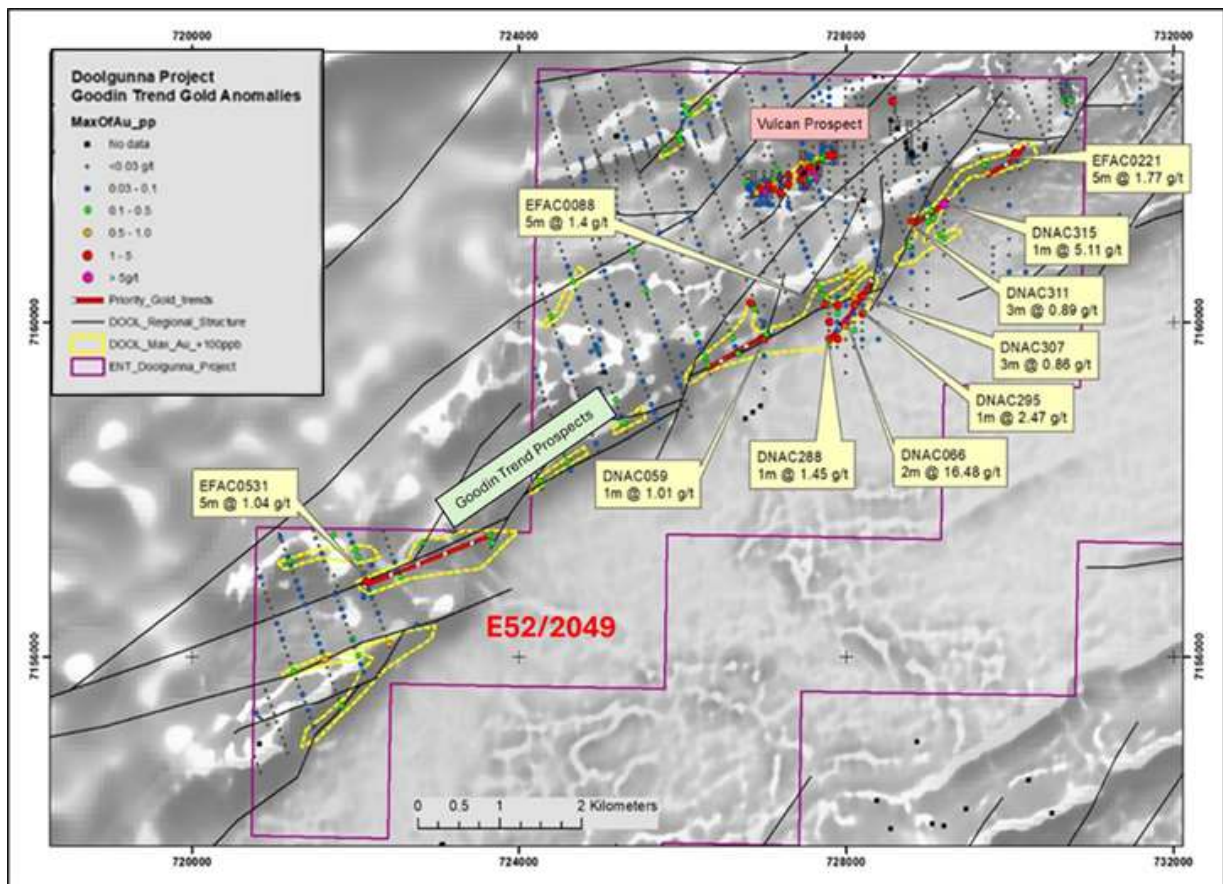 720000
724000
728000
732000
Doolgunna Project
Goodin Trend Gold Anomalies
MaxOfAu_pp
No data
<0.03 g/t
0.03 - 0.1
0.1 - 0.5
0.5 - 1.0
1 - 5
> 5g/t
Priority_Gold_trends
DOOL_Regional_Structure
DOOL_Max_Au_+100ppb
ENT_Doolgunna_Project
Vulcan Prospect
EFAC0221
5m @ 1.77 g/t
EFAC0088
5m @ 1.4 g/t
DNAC315
1m @ 5.11 g/t
DNAC311
3m @ 0.89 g/t
7160000
7160000
DNAC307
3m @ 0.86 g/t
DNAC295
1m @ 2.47 g/t
Goodin Trend Prospects
DNAC059
1m @ 1.01 g/t
DNAC288
1m @ 1.45 g/t
DNAC066
2m @ 16.48 g/t
EFAC0531
5m @ 1.04 g/t
E52/2049
7156000
7156000
0 0.5 1 2 Kilometers
720000
724000
728000
732000